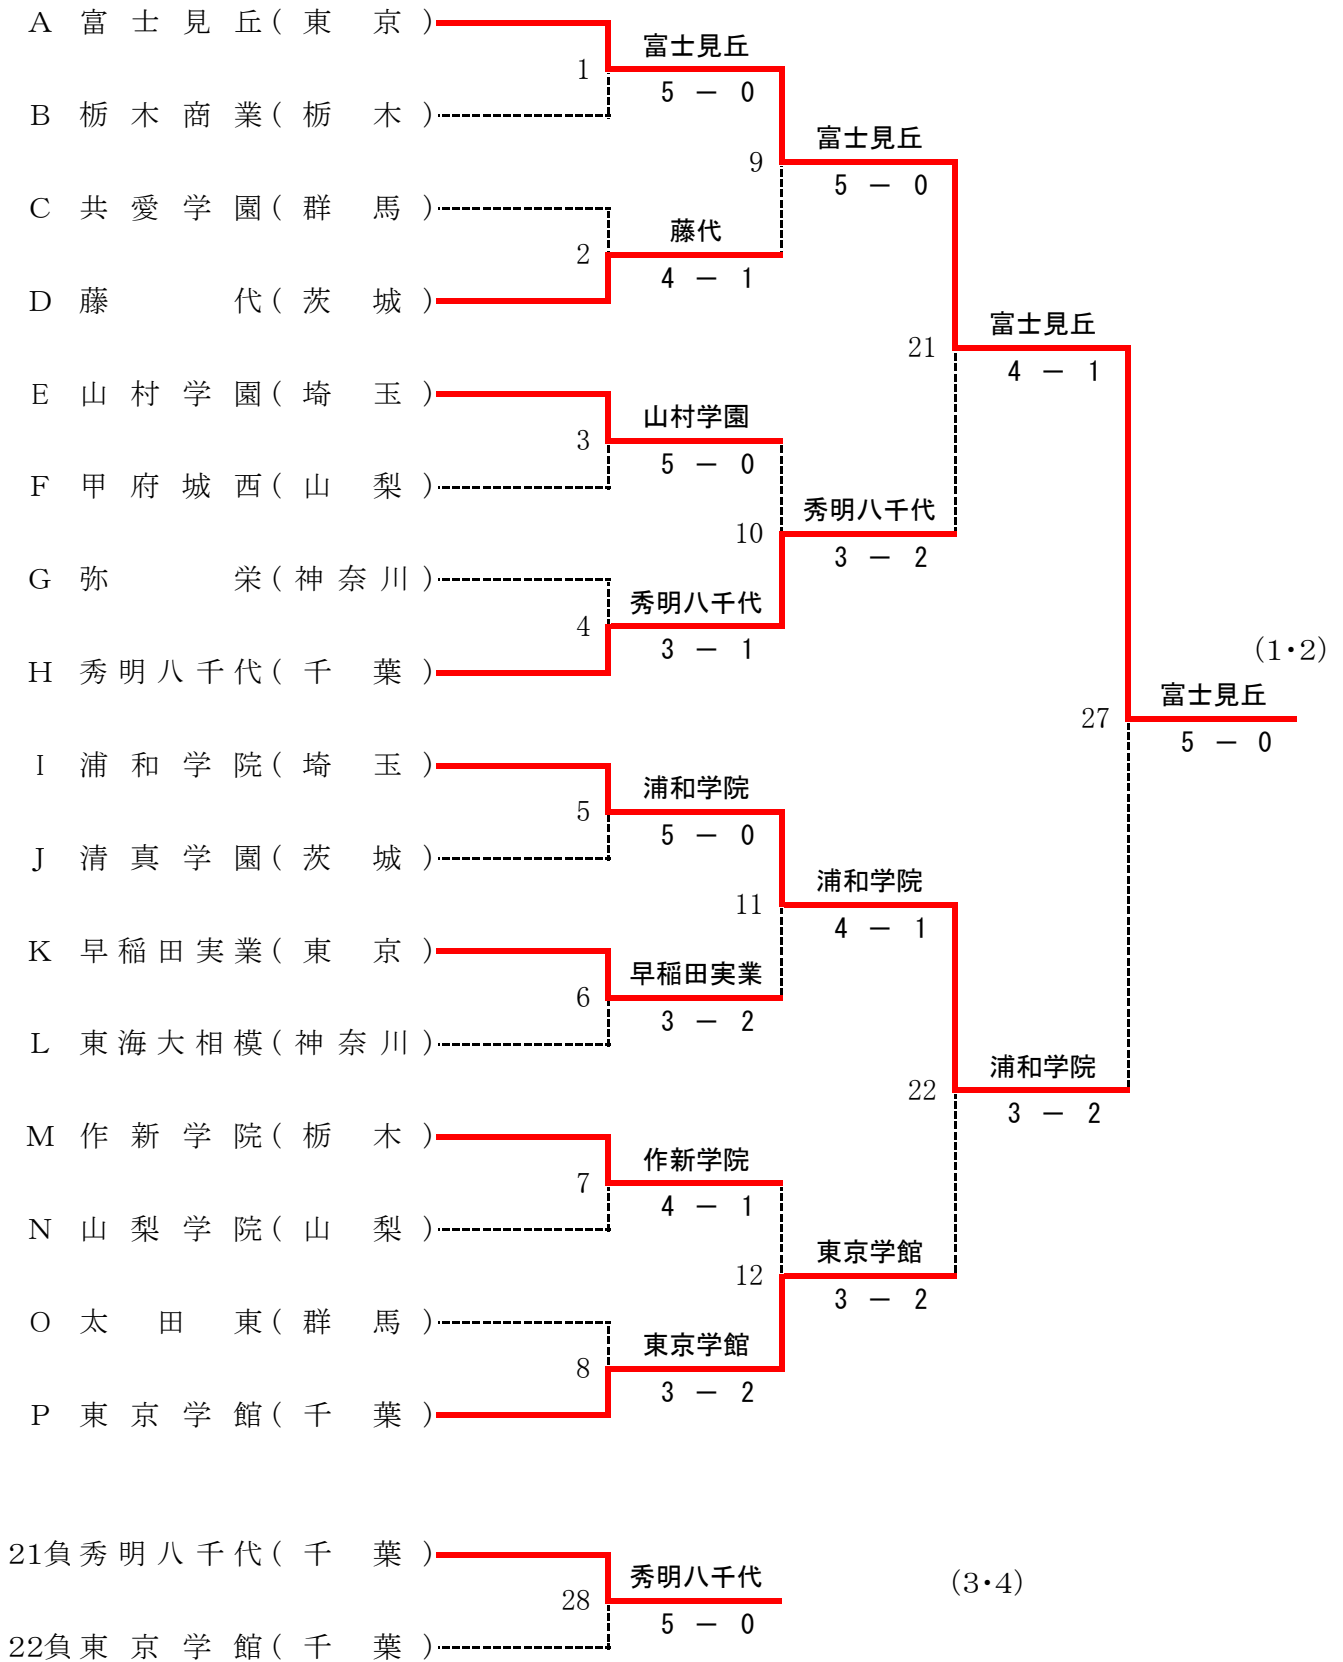 A 富士見丘(東京)
富士見丘
1
5 － 0
B 栃木商業(栃木)
富士見丘
9
5 － 0
C 共愛学園(群馬)
藤代
2
4 － 1
D 藤代(茨城)
富士見丘
21
4 － 1
E 山村学園(埼玉)
山村学園
3
5 － 0
F 甲府城西(山梨)
秀明八千代
10
3 － 2
G 弥栄(神奈川)
秀明八千代
4
3 － 1
H 秀明八千代(千葉)
(1・2)
富士見丘
27
5 － 0
I 浦和学院(埼玉)
浦和学院
5
5 － 0
J 清真学園(茨城)
浦和学院
11
4 － 1
K 早稲田実業(東京)
早稲田実業
6
3 － 2
L 東海大相模(神奈川)
浦和学院
22
3 － 2
M 作新学院(栃木)
作新学院
7
4 － 1
N 山梨学院(山梨)
東京学館
12
3 － 2
O 太田東(群馬)
東京学館
8
3 － 2
P 東京学館(千葉)
21負 秀明八千代(千葉)
秀明八千代
28
5 － 0
(3・4)
22負 東京学館(千葉)